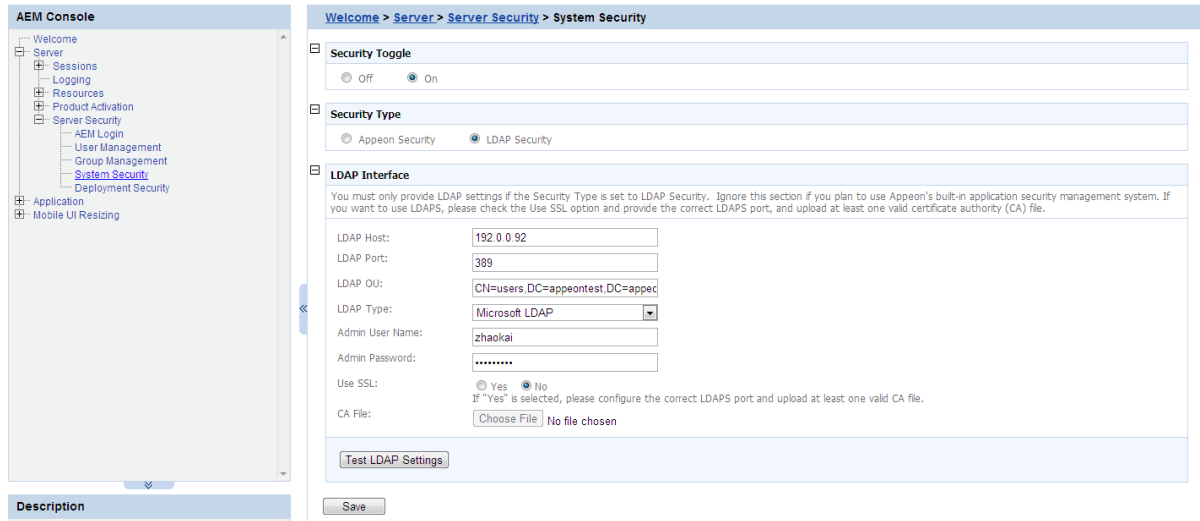 AEM Console
Welcome
Server
Sessions
Logging
Resources
Product Activation
Server Security
AEM Login
User Management
Group Management
System Security
Deployment Security
Application
Mobile UI Resizing
Description
Welcome > Server > Server Security > System Security
Security Toggle
Off On
Security Type
Appeon Security LDAP Security
LDAP Interface
You must only provide LDAP settings if the Security Type is set to LDAP Security. Ignore this section if you plan to use Appeon's built-in application security management system. If
you want to use LDAPS, please check the Use SSL option and provide the correct LDAPS port, and upload at least one valid certificate authority (CA) file.
LDAP Host: 192.0.0.92
LDAP Port: 389
LDAP OU: CN=users,DC=appeontest,DC=appec
LDAP Type: Microsoft LDAP
Admin User Name: zhaokai
Admin Password: •••••••••
Use SSL: Yes No
If "Yes" is selected, please configure the correct LDAPS port and upload at least one valid CA file.
CA File: Choose File No file chosen
Test LDAP Settings
Save